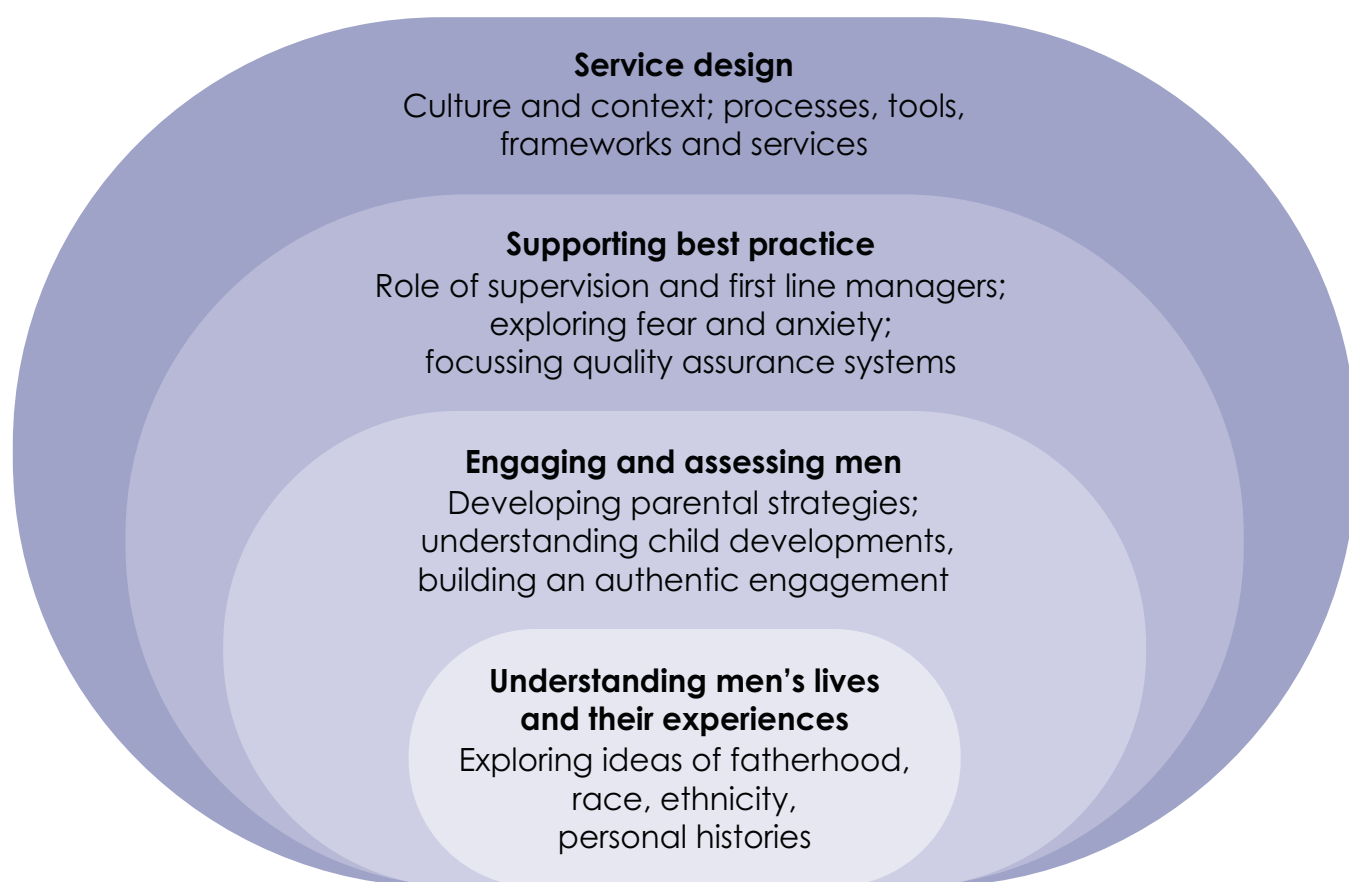 Service design
Culture and context; processes, tools,
frameworks and services
Supporting best practice
Role of supervision and first line managers;
exploring fear and anxiety;
focussing quality assurance systems
Engaging and assessing men
Developing parental strategies;
understanding child developments,
building an authentic engagement
Understanding men’s lives
and their experiences
Exploring ideas of fatherhood,
race, ethnicity,
personal histories